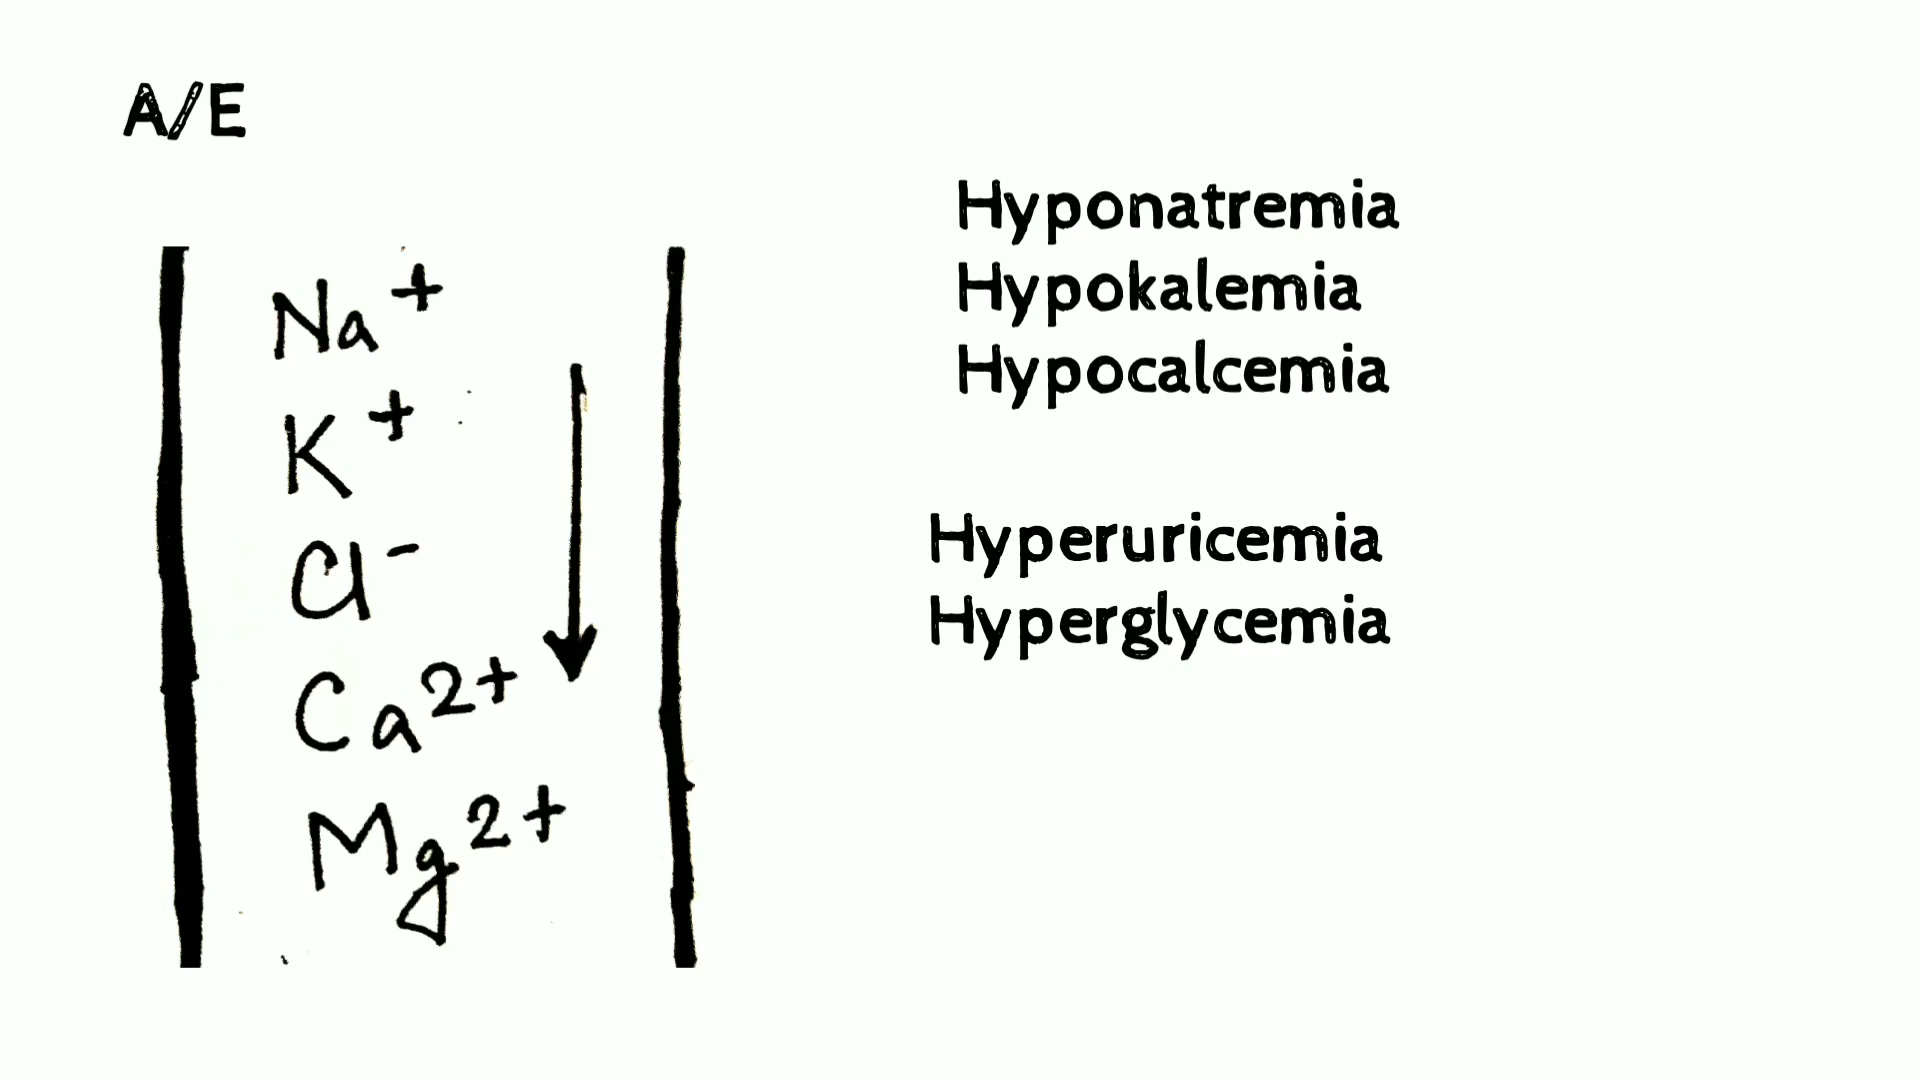 A/E
Na⁺
K⁺
Cl⁻
Ca²⁺
Mg²⁺
Hyponatremia
Hypokalemia
Hypocalcemia
Hyperuricemia
Hyperglycemia